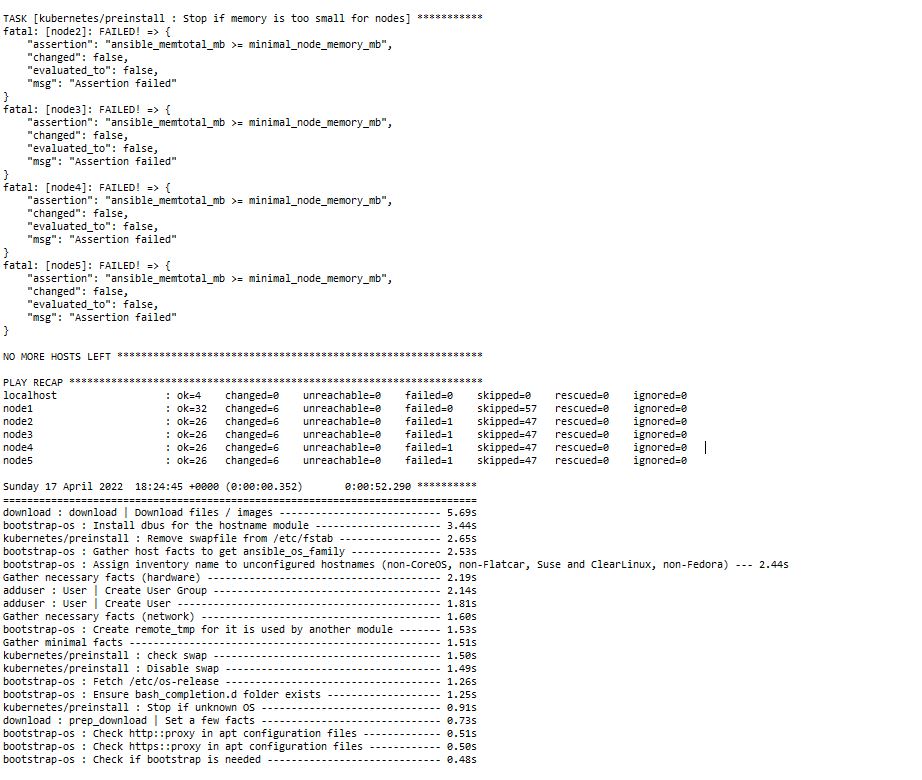 TASK [kubernetes/preinstall : Stop if memory is too small for nodes] ***********
fatal: [node2]: FAILED! => {
    "assertion": "ansible_memtotal_mb >= minimal_node_memory_mb",
    "changed": false,
    "evaluated_to": false,
    "msg": "Assertion failed"
}
fatal: [node3]: FAILED! => {
    "assertion": "ansible_memtotal_mb >= minimal_node_memory_mb",
    "changed": false,
    "evaluated_to": false,
    "msg": "Assertion failed"
}
fatal: [node4]: FAILED! => {
    "assertion": "ansible_memtotal_mb >= minimal_node_memory_mb",
    "changed": false,
    "evaluated_to": false,
    "msg": "Assertion failed"
}
fatal: [node5]: FAILED! => {
    "assertion": "ansible_memtotal_mb >= minimal_node_memory_mb",
    "changed": false,
    "evaluated_to": false,
    "msg": "Assertion failed"
}
NO MORE HOSTS LEFT *************************************************************
PLAY RECAP *********************************************************************
localhost                  : ok=4    changed=0    unreachable=0    failed=0    skipped=0    rescued=0    ignored=0
node1                      : ok=32   changed=6    unreachable=0    failed=0    skipped=57   rescued=0    ignored=0
node2                      : ok=26   changed=6    unreachable=0    failed=1    skipped=47   rescued=0    ignored=0
node3                      : ok=26   changed=6    unreachable=0    failed=1    skipped=47   rescued=0    ignored=0
node4                      : ok=26   changed=6    unreachable=0    failed=1    skipped=47   rescued=0    ignored=0
node5                      : ok=26   changed=6    unreachable=0    failed=1    skipped=47   rescued=0    ignored=0
Sunday 17 April 2022  18:24:45 +0000 (0:00:00.352)       0:00:52.290 **********
===============================================================================
download : download | Download files / images --------------------------- 5.69s
bootstrap-os : Install dbus for the hostname module --------------------- 3.44s
kubernetes/preinstall : Remove swapfile from /etc/fstab ----------------- 2.65s
bootstrap-os : Gather host facts to get ansible_os_family --------------- 2.53s
bootstrap-os : Assign inventory name to unconfigured hostnames (non-CoreOS, non-Flatcar, Suse and ClearLinux, non-Fedora) --- 2.44s
Gather necessary facts (hardware) --------------------------------------- 2.19s
adduser : User | Create User Group -------------------------------------- 2.14s
adduser : User | Create User -------------------------------------------- 1.81s
Gather necessary facts (network) ---------------------------------------- 1.60s
bootstrap-os : Create remote_tmp for it is used by another module ------- 1.53s
Gather minimal facts ---------------------------------------------------- 1.51s
kubernetes/preinstall : check swap -------------------------------------- 1.50s
kubernetes/preinstall : Disable swap ------------------------------------ 1.49s
bootstrap-os : Fetch /etc/os-release ------------------------------------ 1.26s
bootstrap-os : Ensure bash_completion.d folder exists ------------------- 1.25s
kubernetes/preinstall : Stop if unknown OS ------------------------------ 0.91s
download : prep_download | Set a few facts ------------------------------ 0.73s
bootstrap-os : Check http::proxy in apt configuration files ------------- 0.51s
bootstrap-os : Check https::proxy in apt configuration files ------------ 0.50s
bootstrap-os : Check if bootstrap is needed ----------------------------- 0.48s